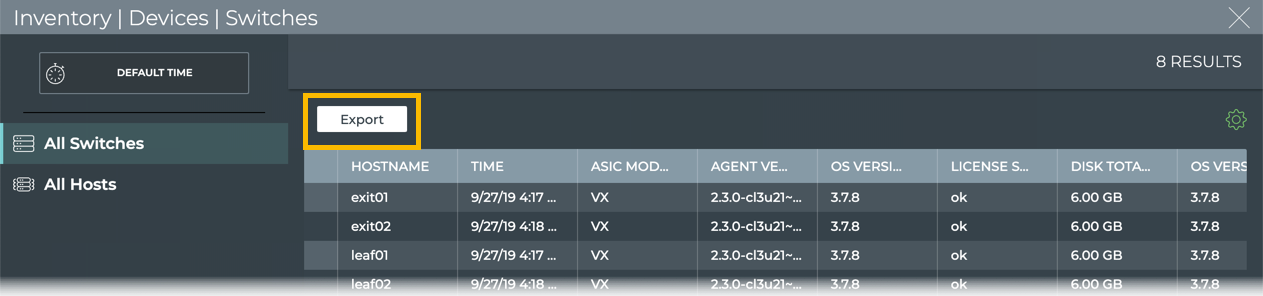 Inventory | Devices | Switches
DEFAULT TIME
8 RESULTS
All Switches
All Hosts
Export
HOSTNAME TIME ASIC MOD... AGENT VE... OS VERSI... LICENSE S... DISK TOTA... OS VERS
exit01 9/27/19 4:17 ... VX 2.3.0-cl3u21~... 3.7.8 ok 6.00 GB 3.7.8
exit02 9/27/19 4:18 ... VX 2.3.0-cl3u21~... 3.7.8 ok 6.00 GB 3.7.8
leaf01 9/27/19 4:17 ... VX 2.3.0-cl3u21~... 3.7.8 ok 6.00 GB 3.7.8
leaf02 9/27/19 4:18 ... VX 2.3.0-cl3u21~... 3.7.8 ok 6.00 GB 3.7.8